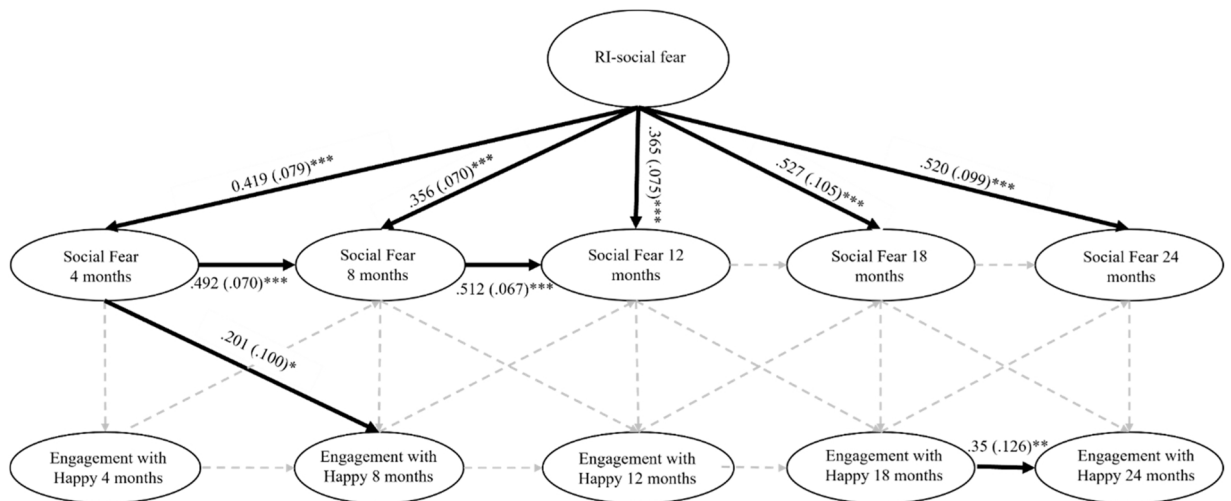 RI-social fear
0.419 (.079)***
.356 (.070)***
.365 (.075)***
.527 (.105)***
.520 (.099)***
Social Fear
4 months
Social Fear
8 months
Social Fear 12
months
Social Fear 18
months
Social Fear 24
months
.492 (.070)***
.512 (.067)***
.201 (.100)*
Engagement with
Happy 4 months
Engagement with
Happy 8 months
Engagement with
Happy 12 months
Engagement with
Happy 18 months
.35 (.126)**
Engagement with
Happy 24 months